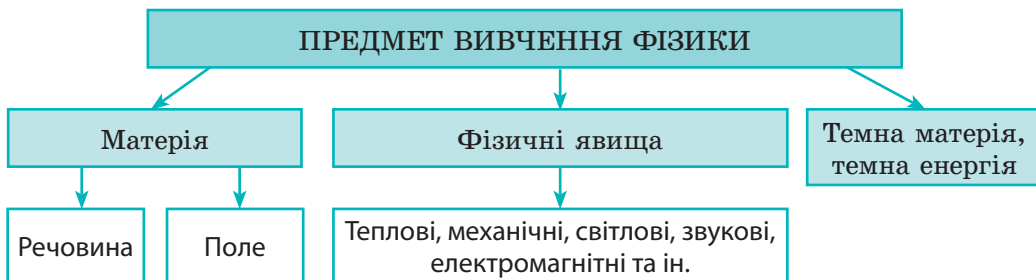 ПРЕДМЕТ ВИВЧЕННЯ ФІЗИКИ
Матерія
Фізичні явища
Темна матерія,
темна енергія
Речовина
Поле
Теплові, механічні, світлові, звукові,
електромагнітні та ін.